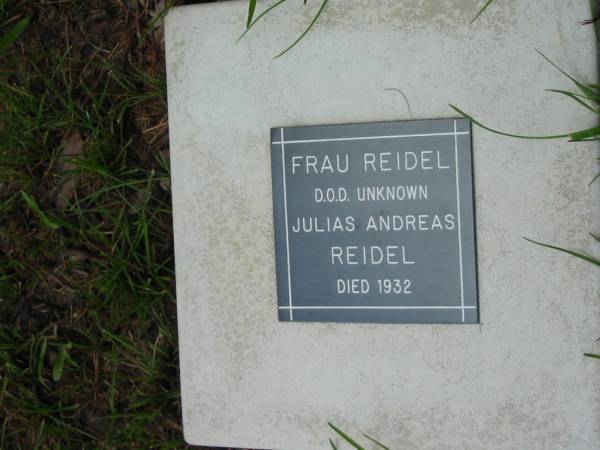 FRAU REIDEL
D.O.D. UNKNOWN
JULIAS ANDREAS
REIDEL
DIED 1932